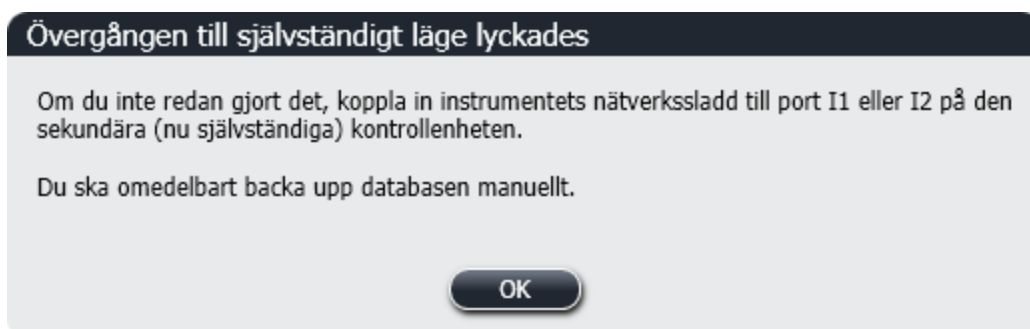 Övergången till självständigt läge lyckades
Om du inte redan gjort det, koppla in instrumentets nätverkssladd till port I1 eller I2 på den
sekundära (nu självständiga) kontrollenheten.
Du ska omedelbart backa upp databasen manuellt.
OK